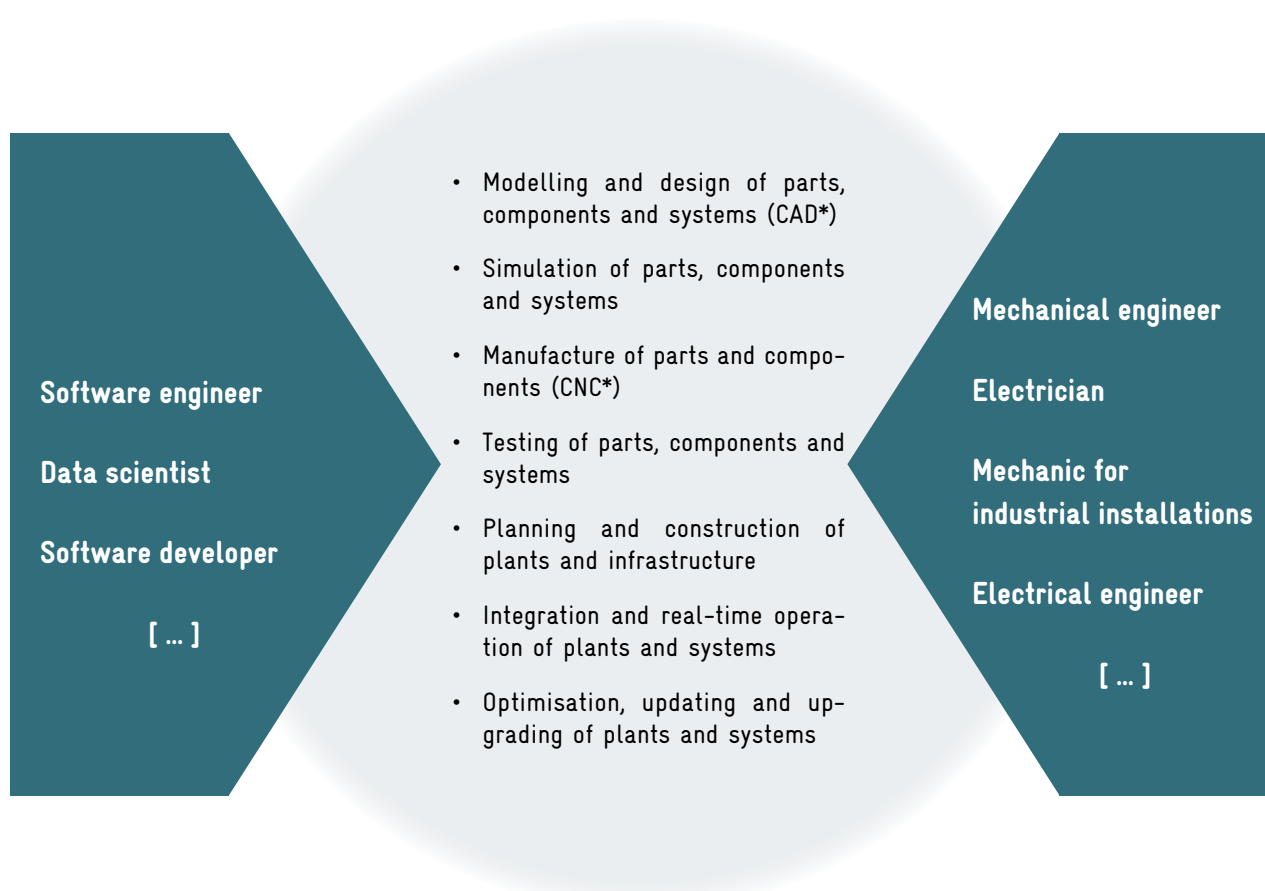 Software engineer
Data scientist
Software developer
[ ... ]
• Modelling and design of parts,
components and systems (CAD*)
• Simulation of parts, components
and systems
• Manufacture of parts and compo-
nents (CNC*)
• Testing of parts, components and
systems
• Planning and construction of
plants and infrastructure
• Integration and real-time opera-
tion of plants and systems
• Optimisation, updating and up-
grading of plants and systems
Mechanical engineer
Electrician
Mechanic for
industrial installations
Electrical engineer
[ ... ]